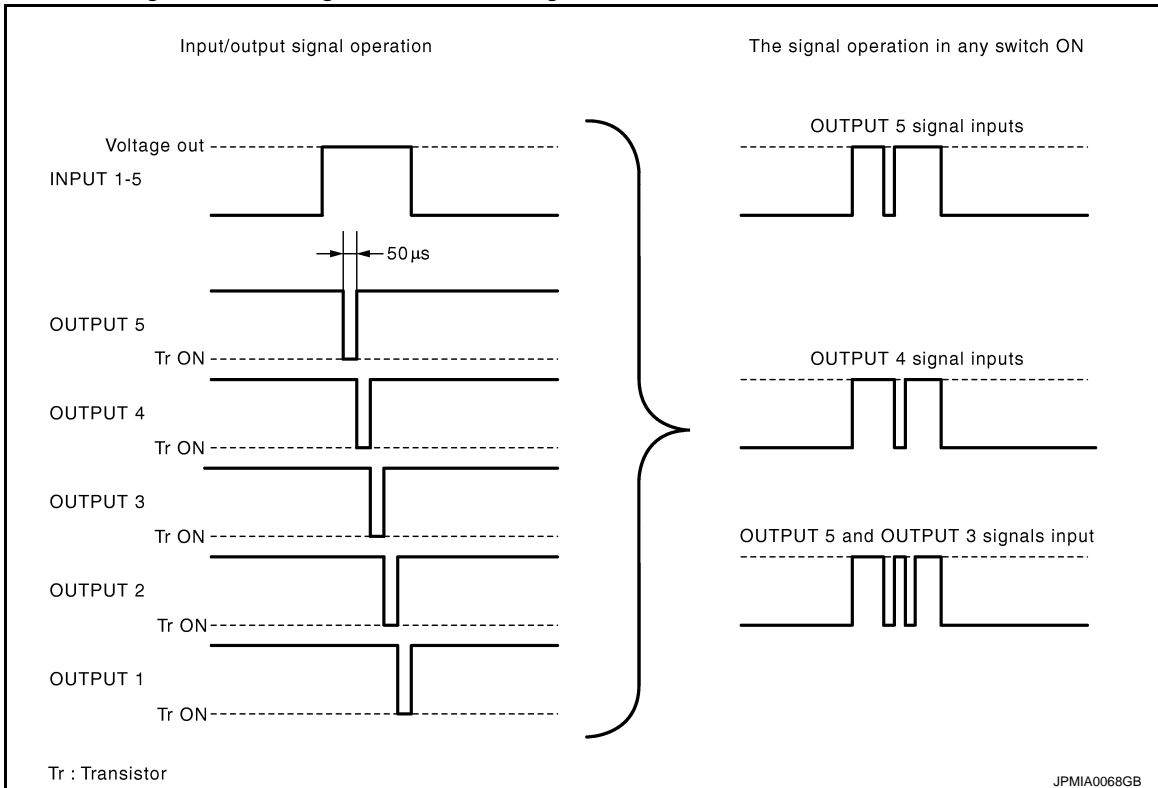 Input/output signal operation
The signal operation in any switch ON
Voltage out
INPUT 1-5
50 µs
OUTPUT 5
Tr ON
OUTPUT 4
Tr ON
OUTPUT 3
Tr ON
OUTPUT 2
Tr ON
OUTPUT 1
Tr ON
OUTPUT 5 signal inputs
OUTPUT 4 signal inputs
OUTPUT 5 and OUTPUT 3 signals input
Tr : Transistor
JPMIA0068GB